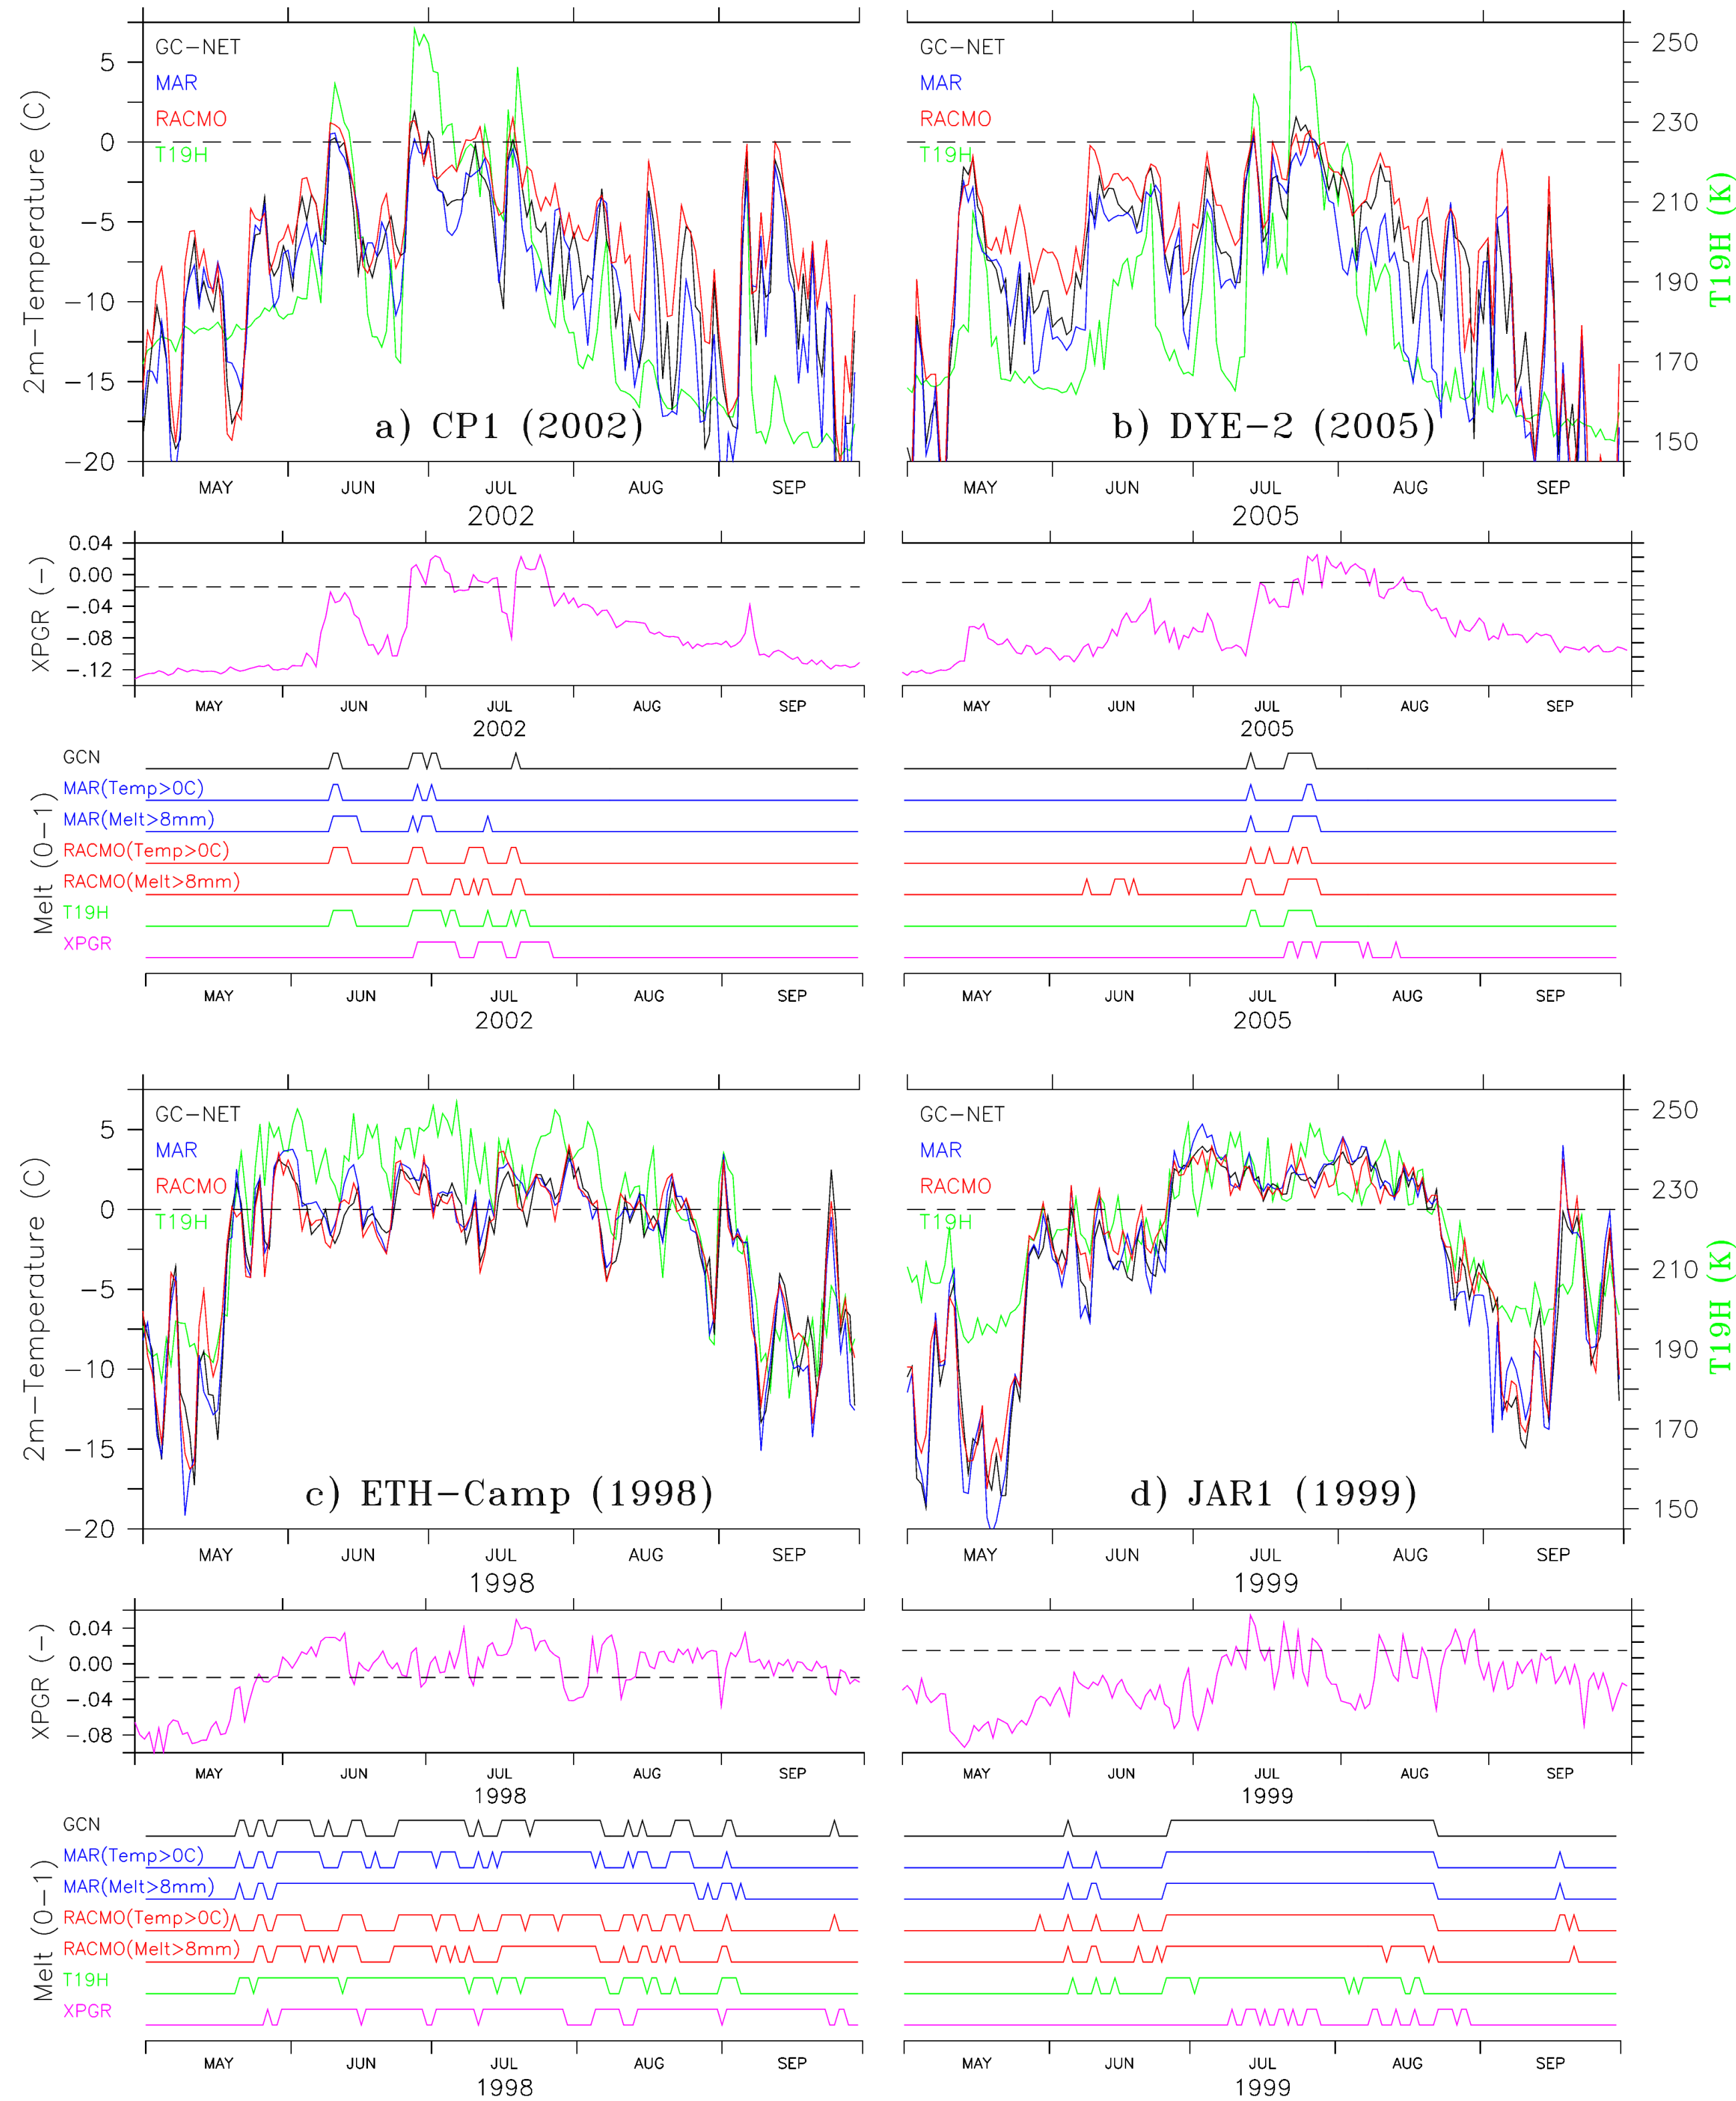 GC-NET
MAR
RACMO
T19H
2m-Temperature (C)
5
0
-5
-10
-15
-20
a) CP1 (2002)
MAY JUN JUL AUG SEP
2002
GC-NET
MAR
RACMO
T19H
250
230
210
190
170
150
T19H (K)
b) DYE-2 (2005)
MAY JUN JUL AUG SEP
2005
XPGR (-)
0.04
0.00
-.04
-.08
-.12
MAY JUN JUL AUG SEP
2002
MAY JUN JUL AUG SEP
2005
Melt (0-1)
GCN
MAR(Temp>0C)
MAR(Melt>8mm)
RACMO(Temp>0C)
RACMO(Melt>8mm)
T19H
XPGR
MAY JUN JUL AUG SEP
2002
MAY JUN JUL AUG SEP
2005
GC-NET
MAR
RACMO
T19H
2m-Temperature (C)
5
0
-5
-10
-15
-20
c) ETH-Camp (1998)
MAY JUN JUL AUG SEP
1998
GC-NET
MAR
RACMO
T19H
250
230
210
190
170
150
T19H (K)
d) JAR1 (1999)
MAY JUN JUL AUG SEP
1999
XPGR (-)
0.04
0.00
-.04
-.08
MAY JUN JUL AUG SEP
1998
MAY JUN JUL AUG SEP
1999
Melt (0-1)
GCN
MAR(Temp>0C)
MAR(Melt>8mm)
RACMO(Temp>0C)
RACMO(Melt>8mm)
T19H
XPGR
MAY JUN JUL AUG SEP
1998
MAY JUN JUL AUG SEP
1999